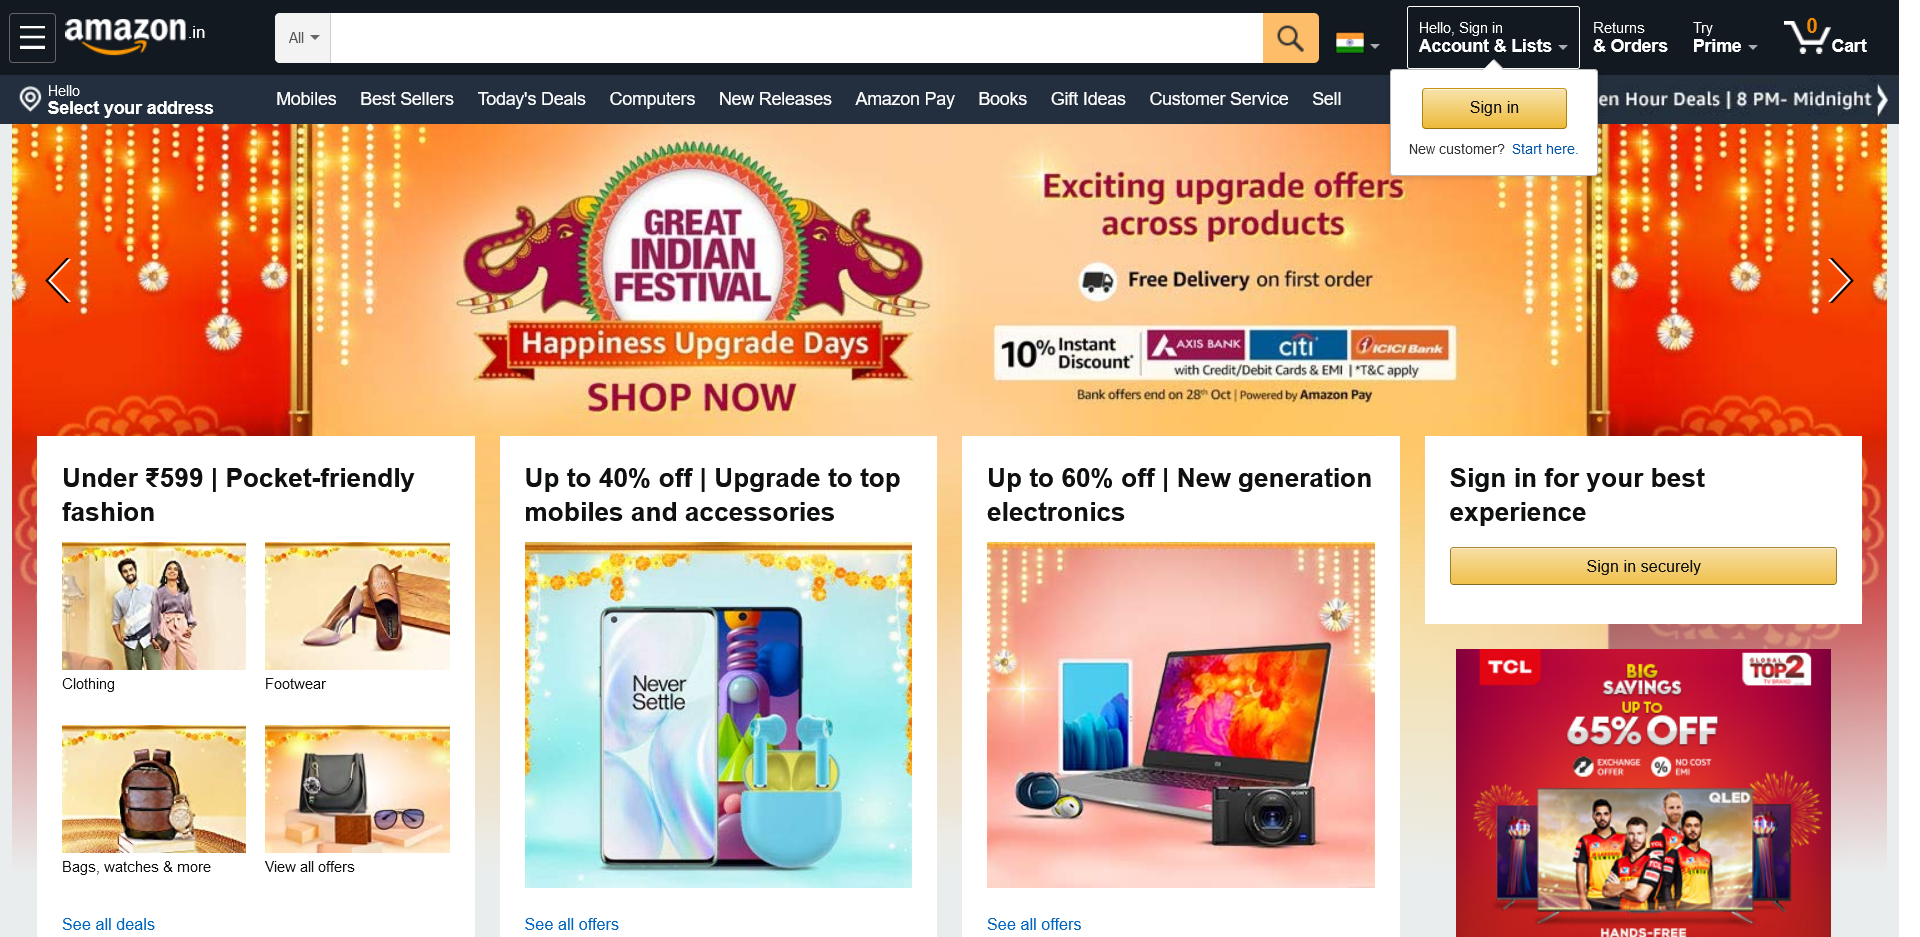 amazon.in
All
Hello, Sign in
Account & Lists
Returns
& Orders
Try
Prime
0
Cart
Hello
Select your address
Mobiles
Best Sellers
Today's Deals
Computers
New Releases
Amazon Pay
Books
Gift Ideas
Customer Service
Sell
en Hour Deals | 8 PM- Midnight
Sign in
New customer? Start here.
GREAT
INDIAN
FESTIVAL
Happiness Upgrade Days
SHOP NOW
Exciting upgrade offers
across products
Free Delivery on first order
10% Instant
Discount*
AXIS BANK
citi
ICICI Bank
with Credit/Debit Cards & EMI | *T&C apply
Bank offers end on 28th Oct | Powered by Amazon Pay
Under ₹599 | Pocket-friendly
fashion
Clothing
Footwear
Bags, watches & more
View all offers
See all deals
Up to 40% off | Upgrade to top
mobiles and accessories
Never
Settle
See all offers
Up to 60% off | New generation
electronics
SONY
See all offers
Sign in for your best
experience
Sign in securely
TCL
GLOBAL
TOP2
TV BRAND
BIG
SAVINGS
UP TO
65% OFF
EXCHANGE
OFFER
NO COST
EMI
QLED
TCL
HANDS-FREE